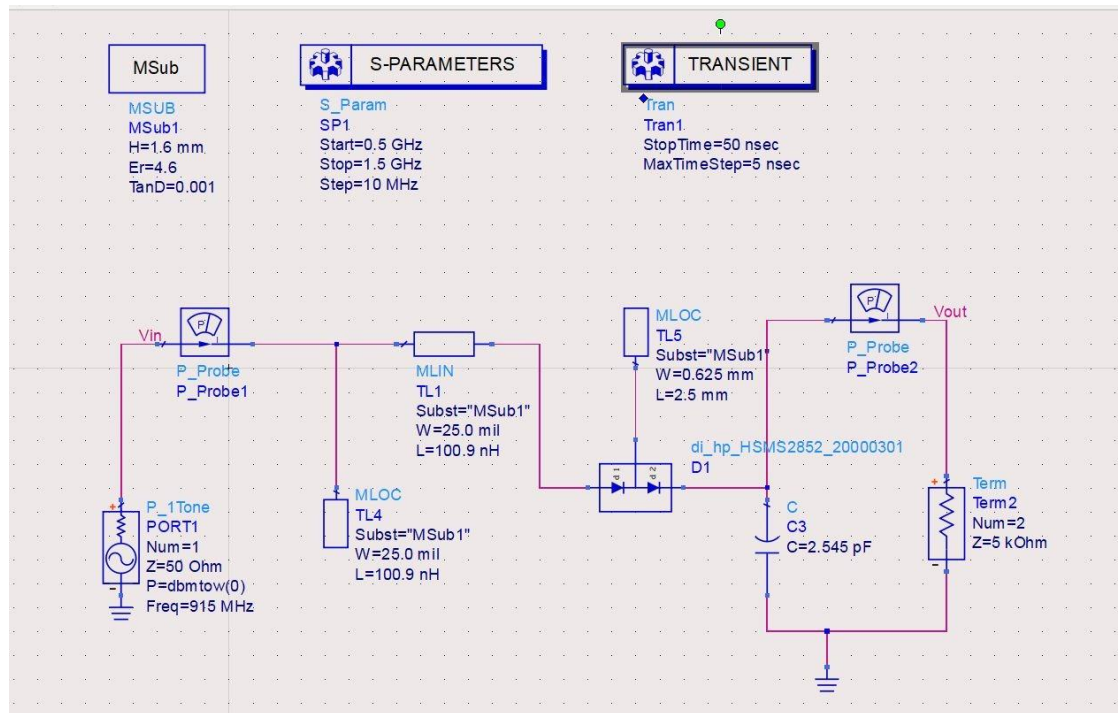 MSub
MSUB
MSub1
H=1.6 mm
Er=4.6
TanD=0.001
S-PARAMETERS
S_Param
SP1
Start=0.5 GHz
Stop=1.5 GHz
Step=10 MHz
TRANSIENT
Tran
Tran1
StopTime=50 nsec
MaxTimeStep=5 nsec
Vin
P
P_Probe
P_Probe1
MLIN
TL1
Subst="MSub1"
W=25.0 mil
L=100.9 nH
MLOC
TL5
Subst="MSub1"
W=0.625 mm
L=2.5 mm
P
Vout
P_Probe
P_Probe2
di_hp_HSMS2852_20000301
D1
d1
d2
+
P_1Tone
PORT1
Num=1
Z=50 Ohm
P=dbmtow(0)
Freq=915 MHz
-
MLOC
TL4
Subst="MSub1"
W=25.0 mil
L=100.9 nH
C
C3
C=2.545 pF
+
Term
Term2
Num=2
Z=5 kOhm
-